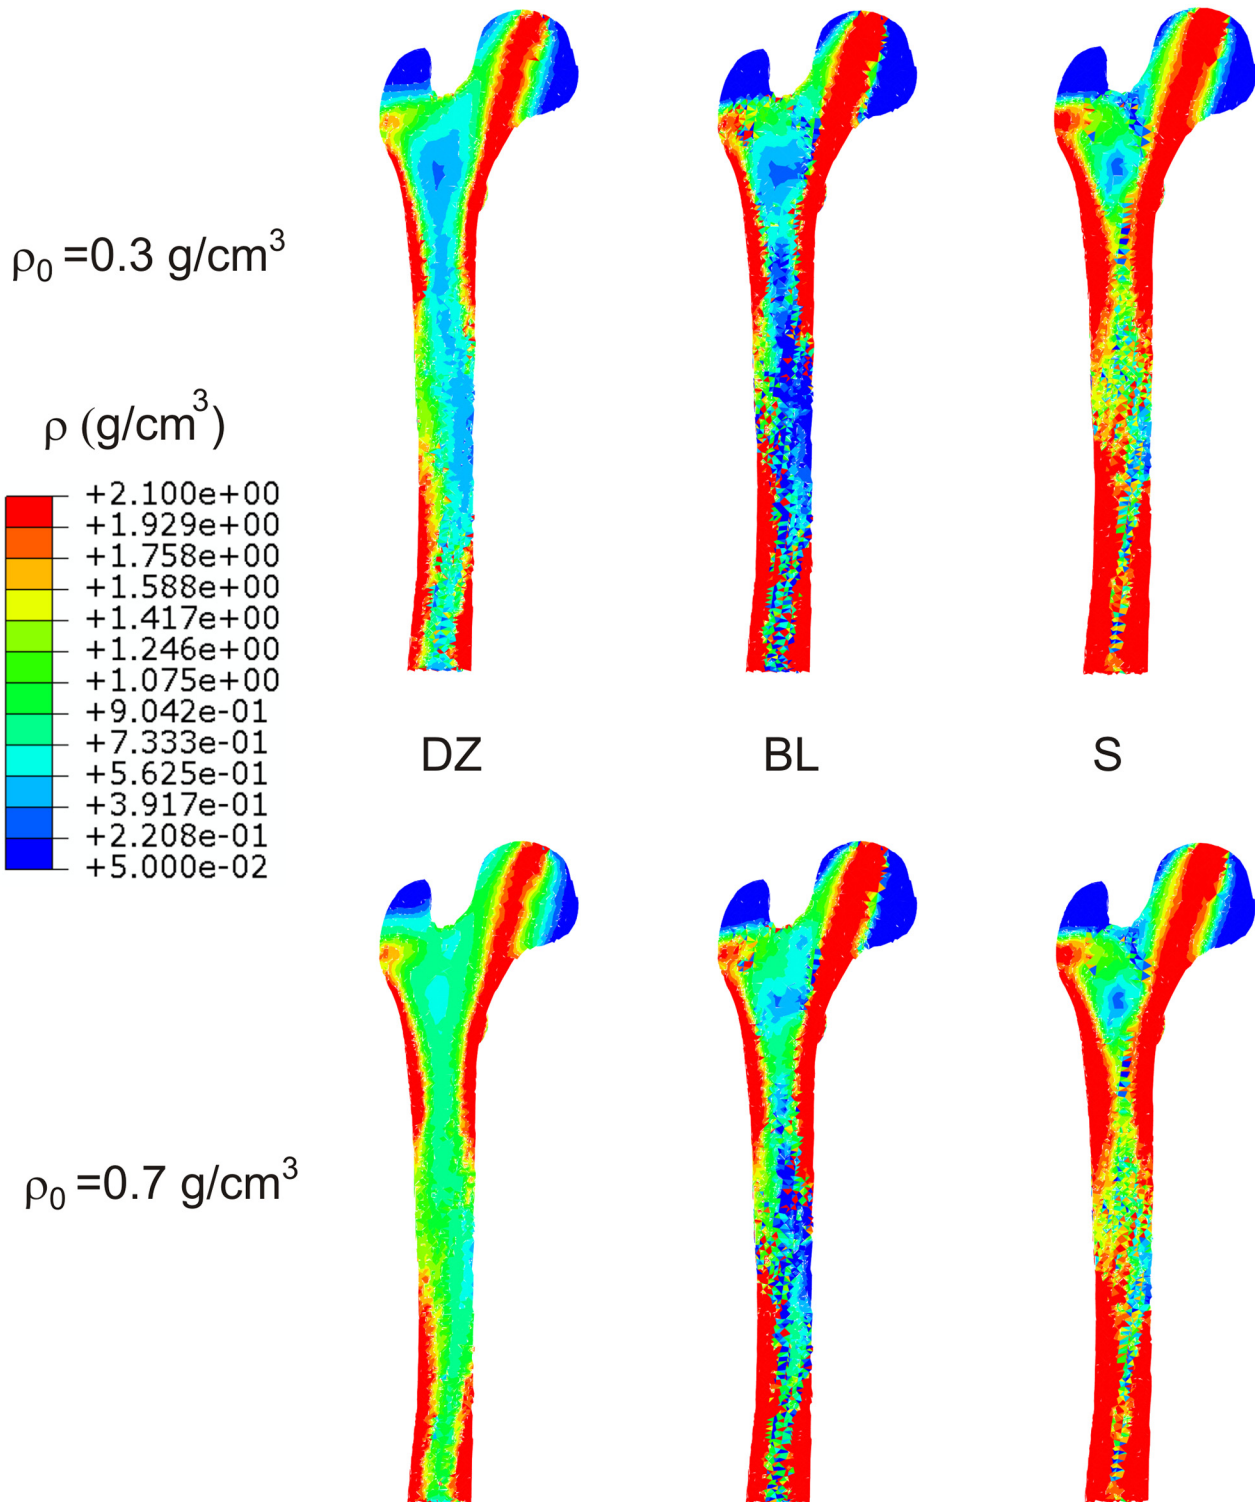 ρ₀ =0.3 g/cm³
ρ (g/cm³)
+2.100e+00
+1.929e+00
+1.758e+00
+1.588e+00
+1.417e+00
+1.246e+00
+1.075e+00
+9.042e-01
+7.333e-01
+5.625e-01
+3.917e-01
+2.208e-01
+5.000e-02
DZ BL S
ρ₀ =0.7 g/cm³